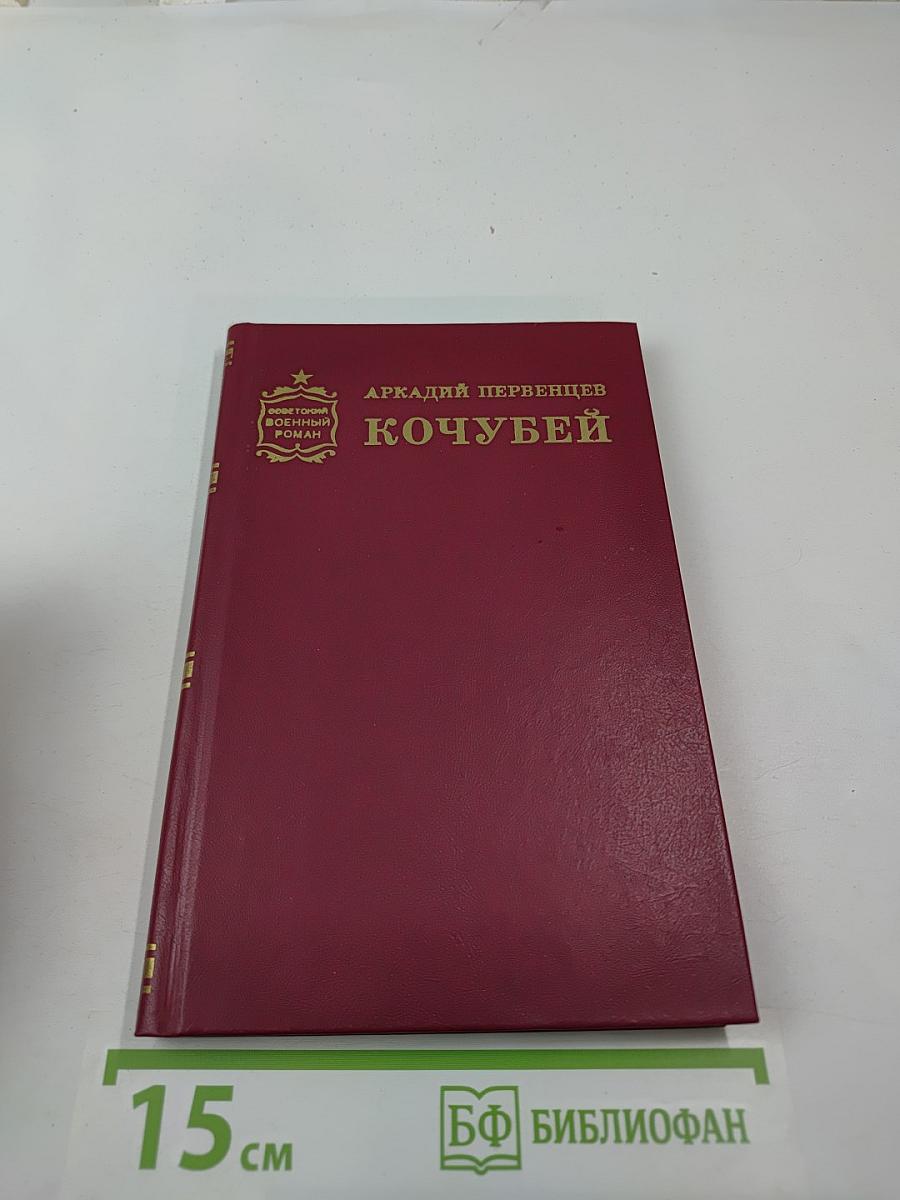 АРКАДИЙ ПЕРВЕНЦЕВ
КОЧУБЕЙ
СОВЕТСКИЙ
ВОЕННЫЙ
РОМАН
15 см
БФ БИБЛИОФАН